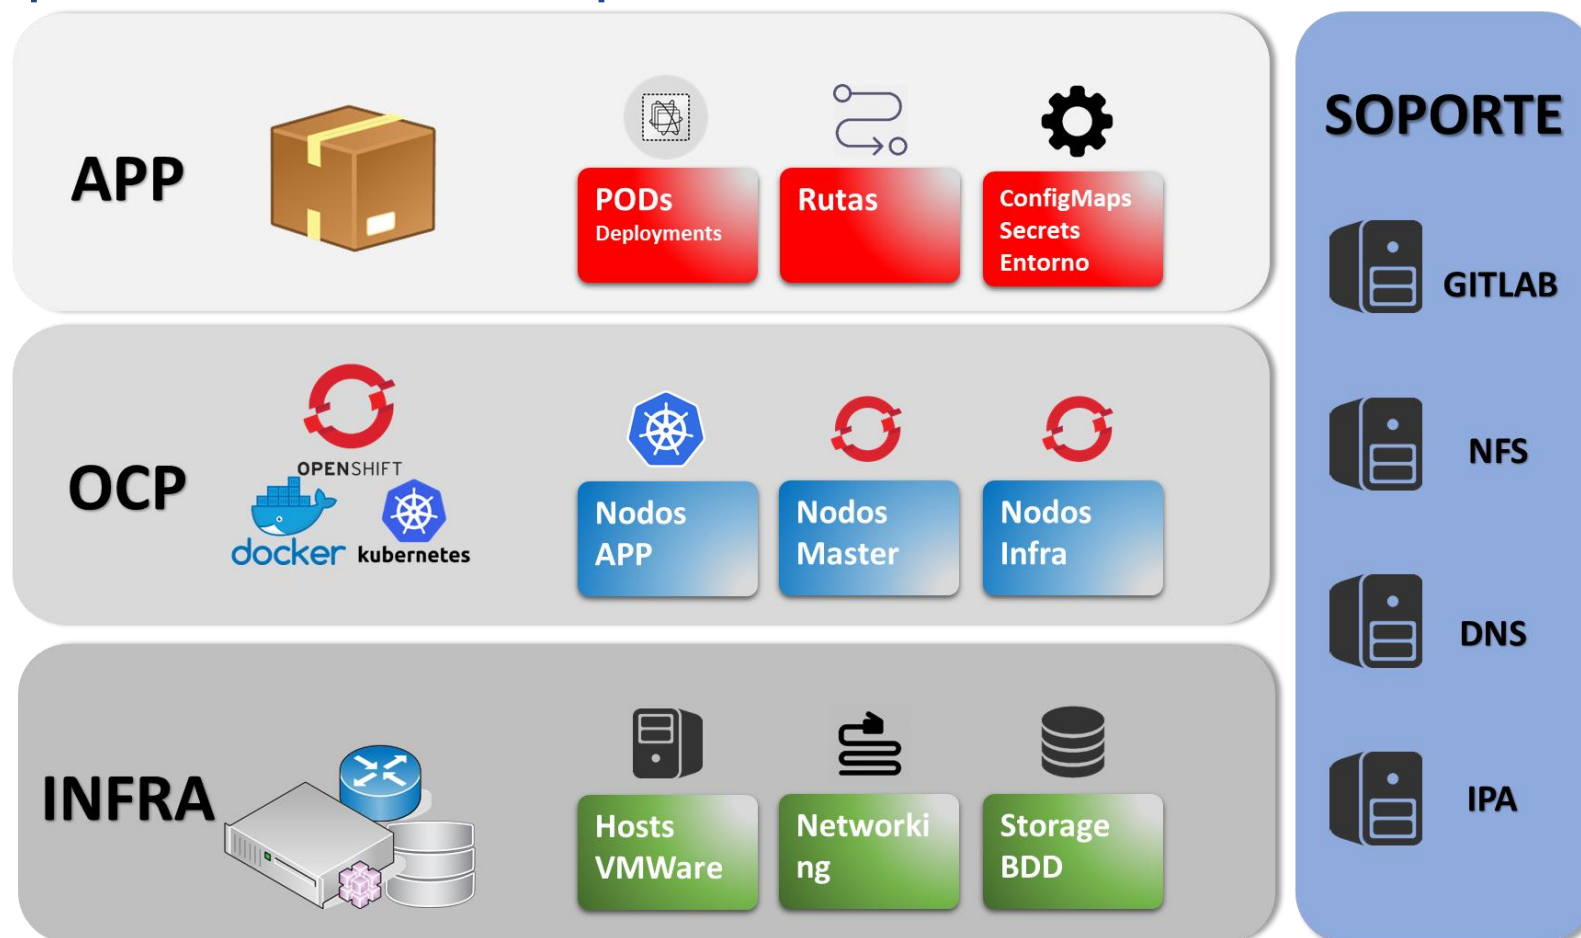 APP
PODs
Deployments
Rutas
ConfigMaps
Secrets
Entorno
OCP
OPENSHIFT
docker
kubernetes
Nodos
APP
Nodos
Master
Nodos
Infra
INFRA
Hosts
VMWare
Networki
ng
Storage
BDD
SOPORTE
GITLAB
NFS
DNS
IPA